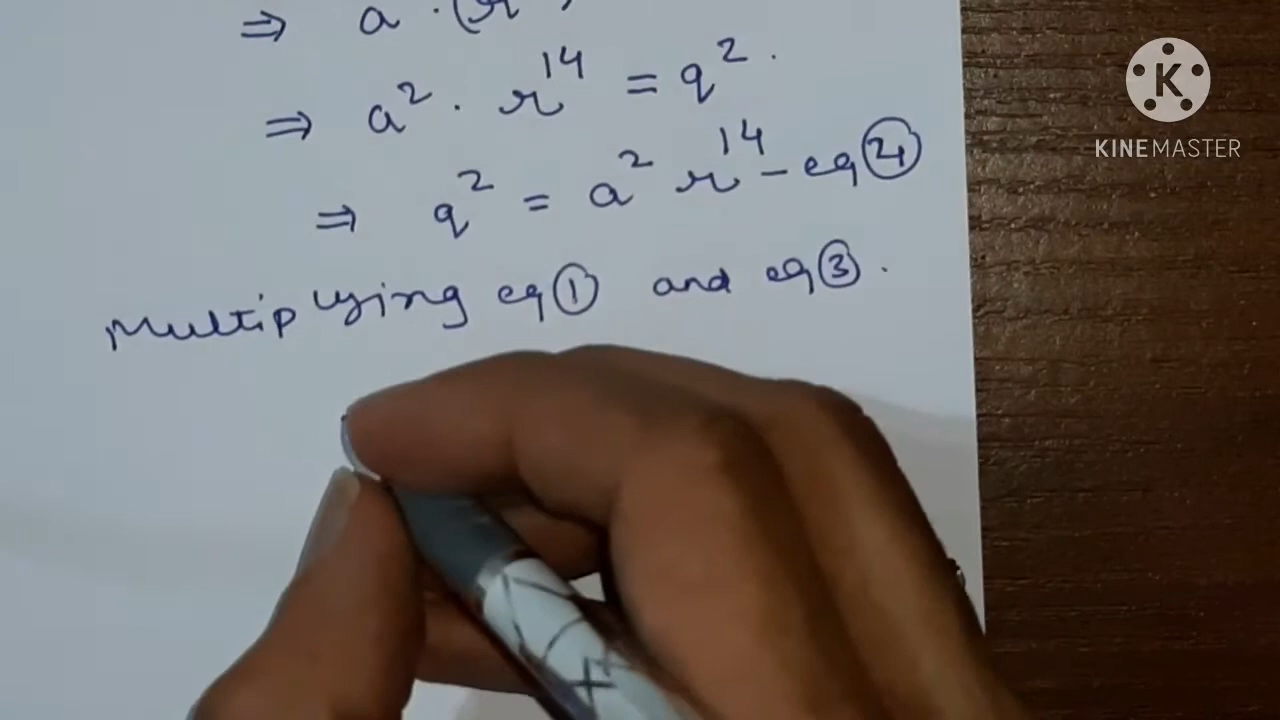 ⇒ a · (r
⇒ a² · r¹⁴ = q².
⇒ q² = a² r¹⁴ - eq ④
Multiplying eq ① and eq ③.
K
KINEMASTER